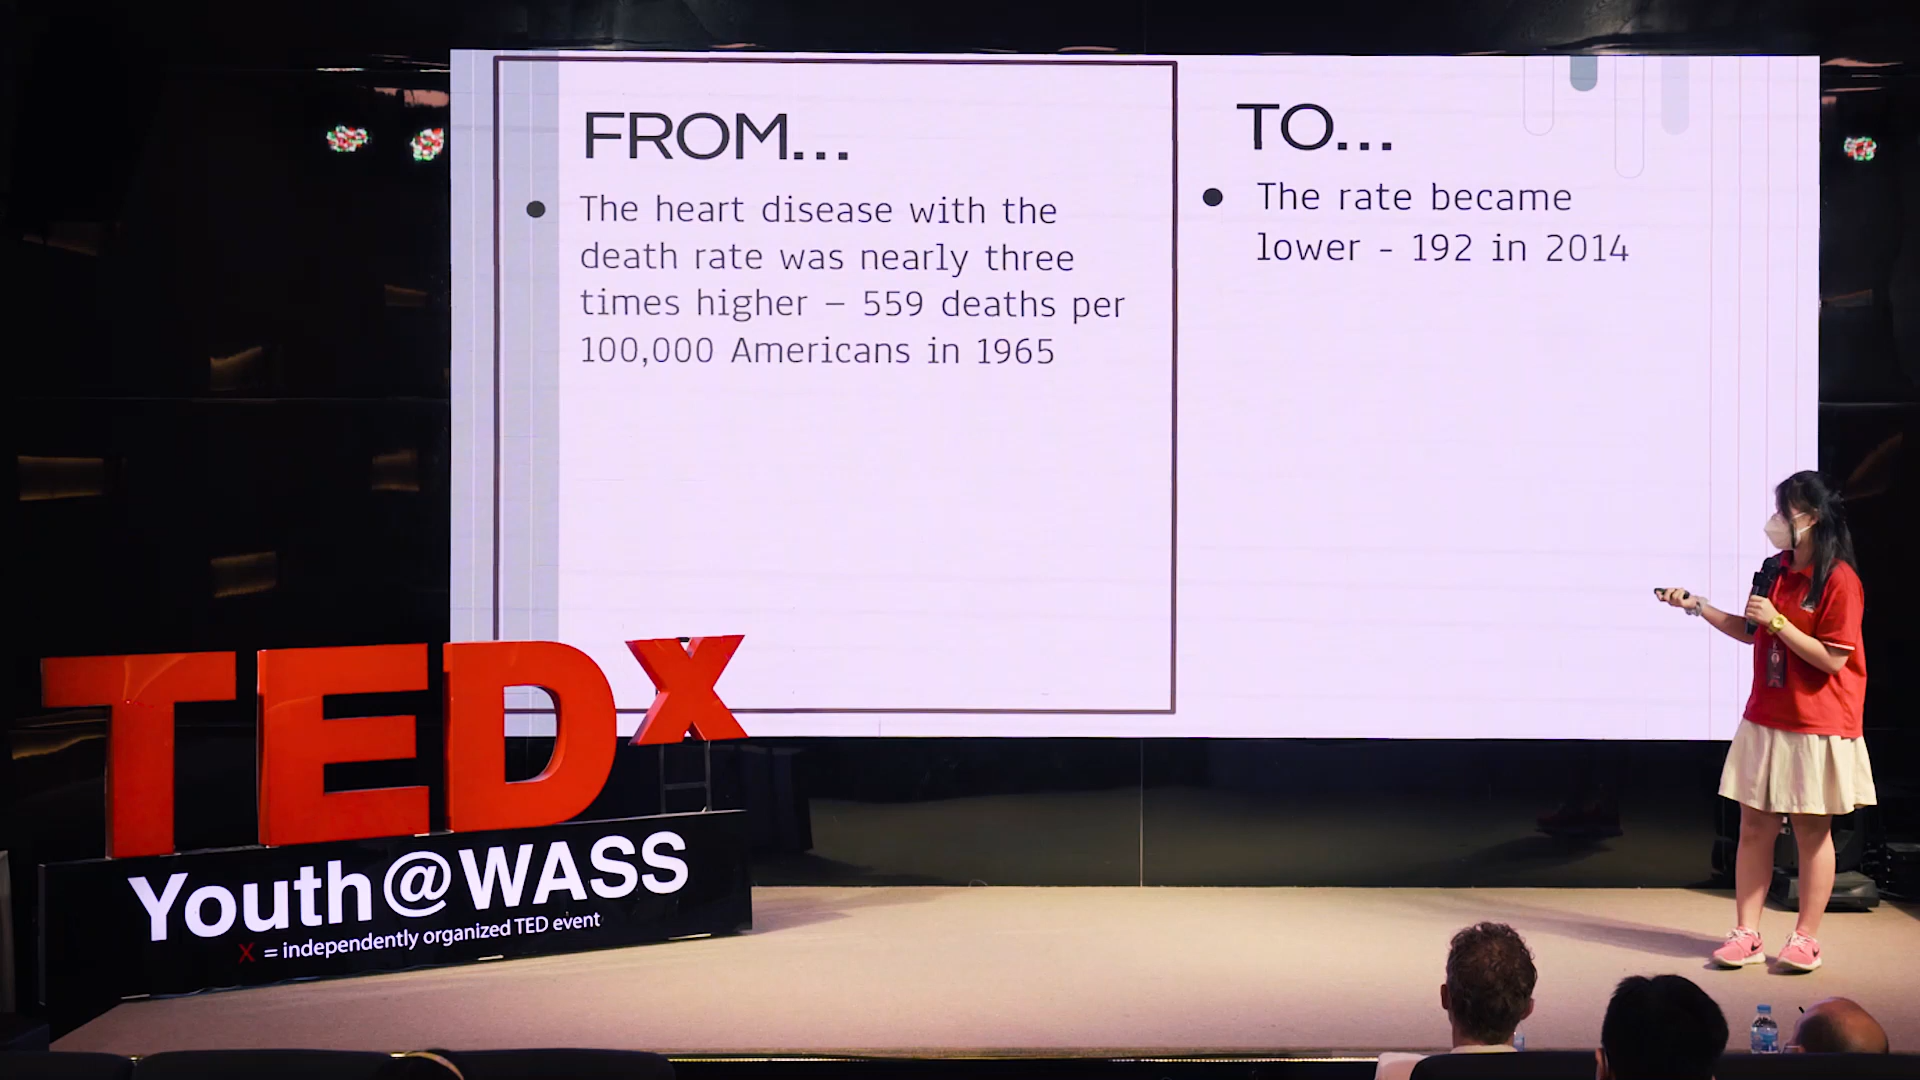 FROM...
● The heart disease with the
death rate was nearly three
times higher – 559 deaths per
100,000 Americans in 1965
TO...
● The rate became
lower - 192 in 2014
TEDx
Youth@WASS
x = independently organized TED event